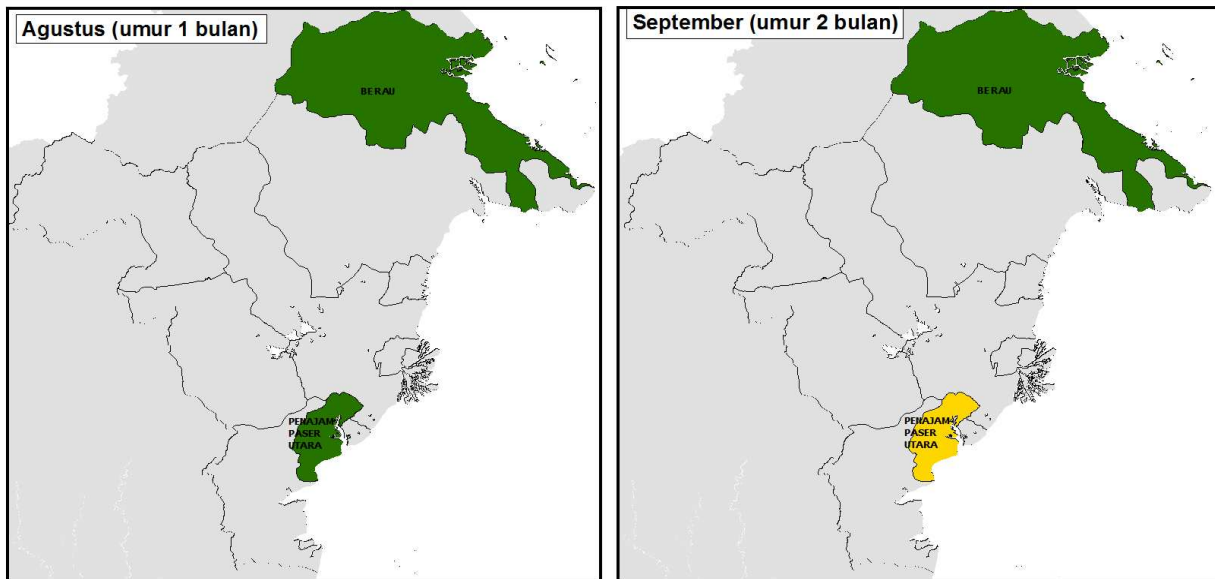 Agustus (umur 1 bulan)
BERAU
PENAJAM
PASER
UTARA
September (umur 2 bulan)
BERAU
PENAJAM
PASER
UTARA